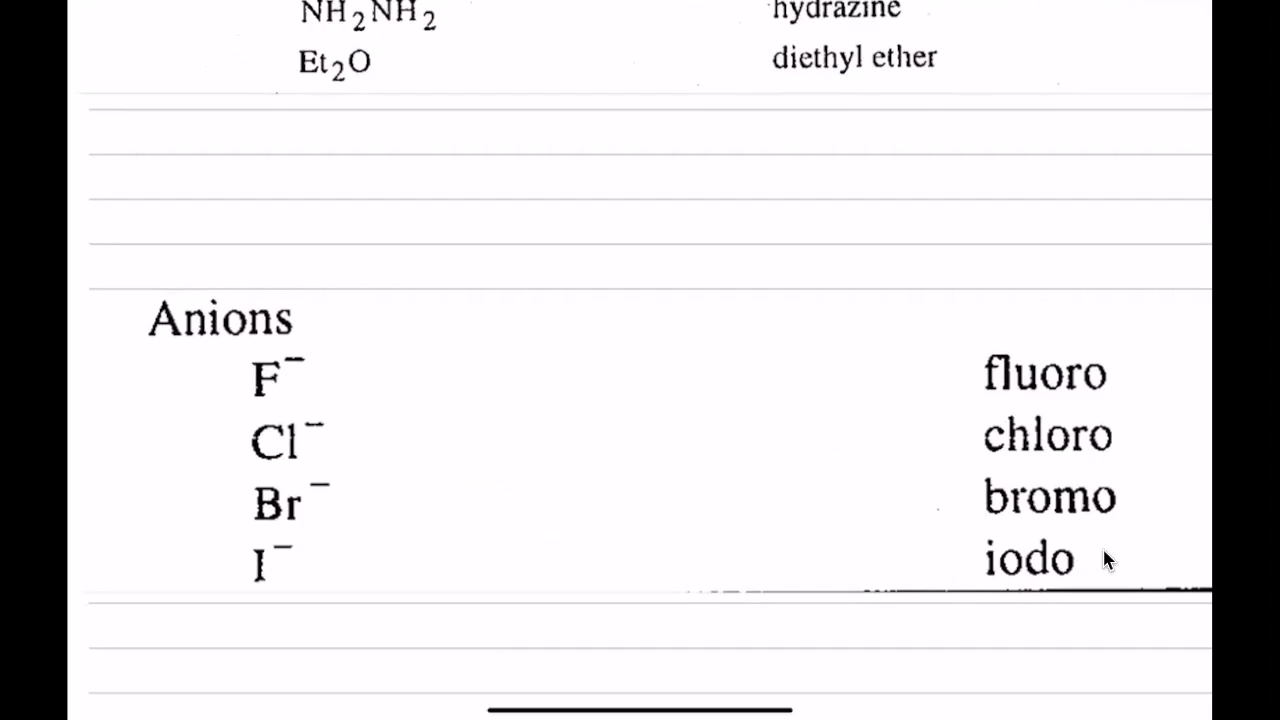 NH₂NH₂ hydrazine
Et₂O diethyl ether
Anions
F⁻ fluoro
Cl⁻ chloro
Br⁻ bromo
I⁻ iodo